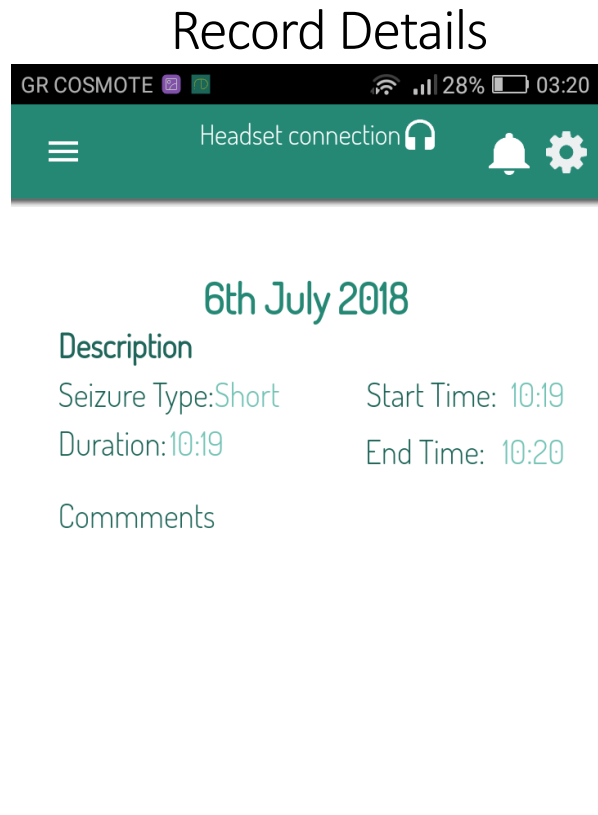 Record Details
GR COSMOTE 28% 03:20
Headset connection
6th July 2018
Description
Seizure Type:Short Start Time: 10:19
Duration:10:19 End Time: 10:20
Commments